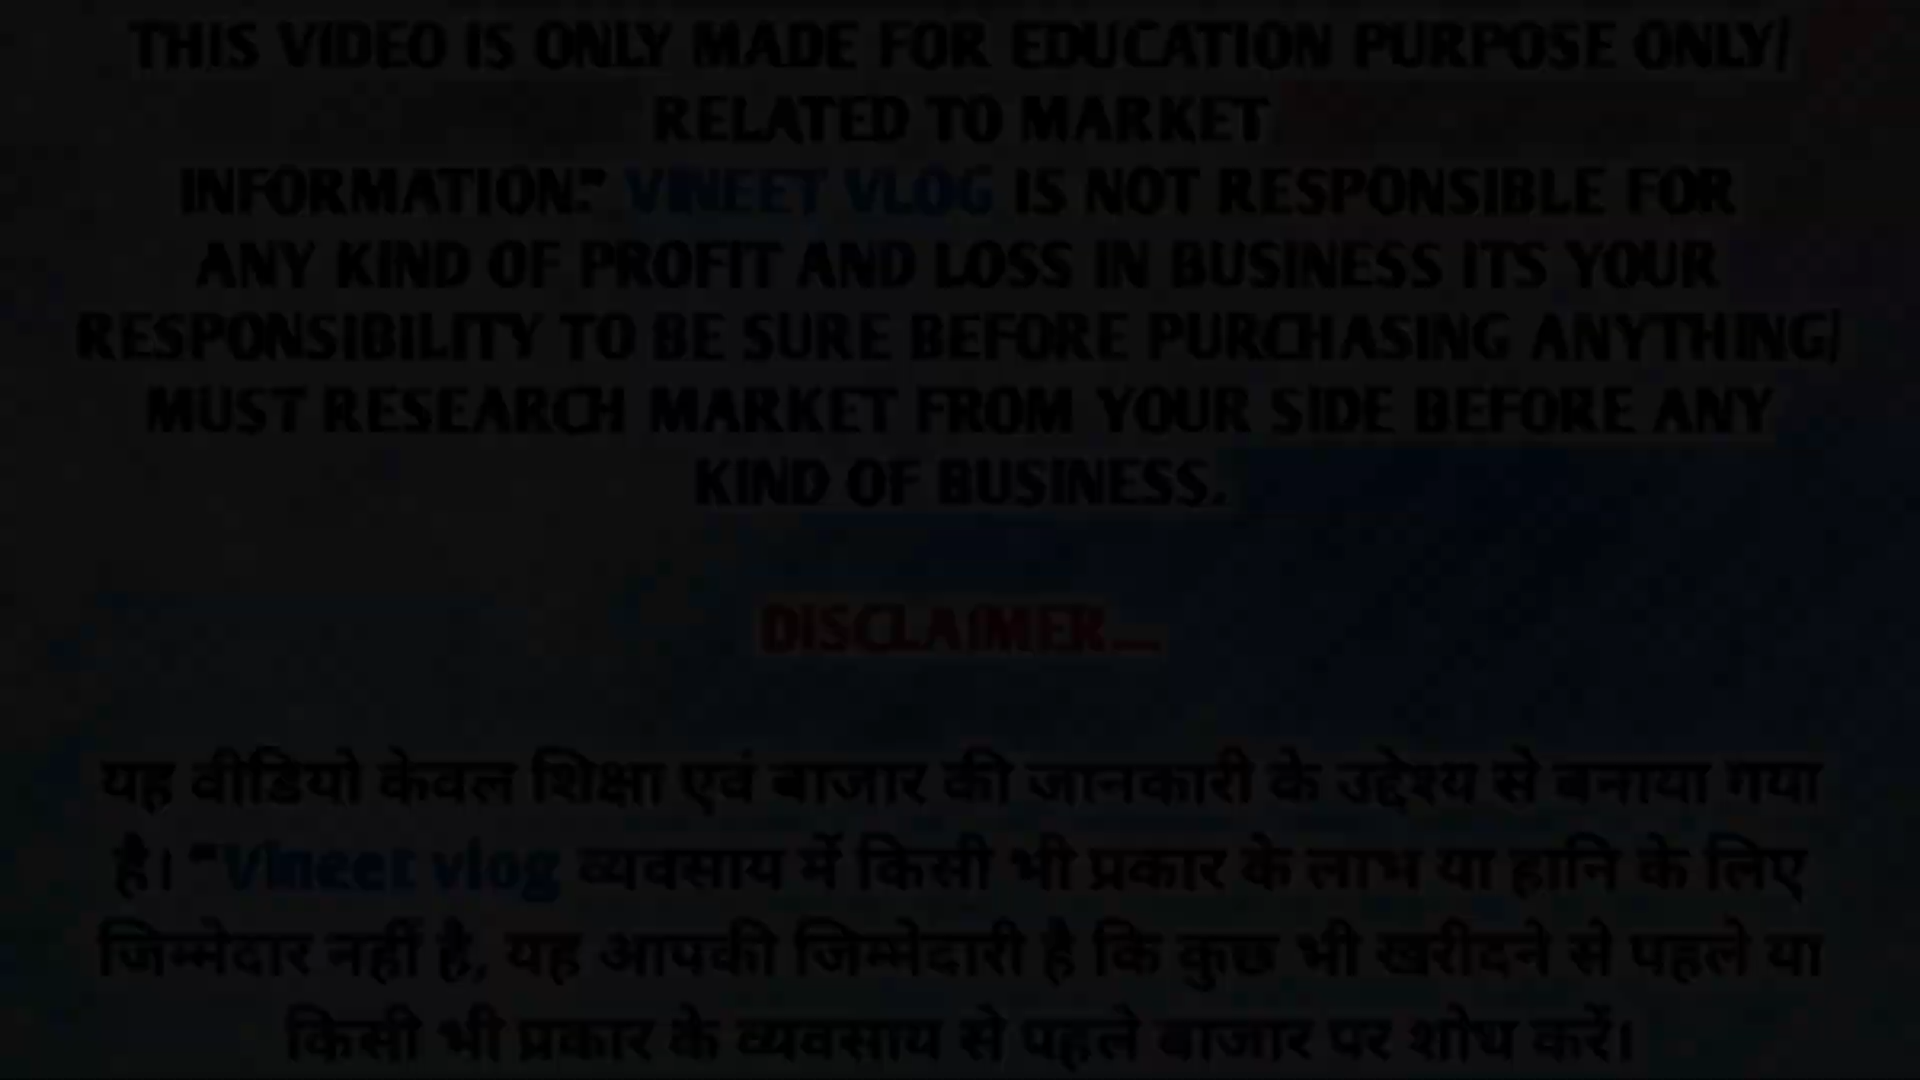 THIS VIDEO IS ONLY MADE FOR EDUCATION PURPOSE ONLY/
RELATED TO MARKET
INFORMATION:" VINEET VLOG IS NOT RESPONSIBLE FOR
ANY KIND OF PROFIT AND LOSS IN BUSINESS ITS YOUR
RESPONSIBILITY TO BE SURE BEFORE PURCHASING ANYTHING/
MUST RESEARCH MARKET FROM YOUR SIDE BEFORE ANY
KIND OF BUSINESS.
DISCLAIMER...
यह वीडियो केवल शिक्षा एवं बाजार की जानकारी के उद्देश्य से बनाया गया
है। "Vineet vlog व्यवसाय में किसी भी प्रकार के लाभ या हानि के लिए
जिम्मेदार नहीं है, यह आपकी जिम्मेदारी है कि कुछ भी खरीदने से पहले या
किसी भी प्रकार के व्यवसाय से पहले बाजार पर शोध करें।